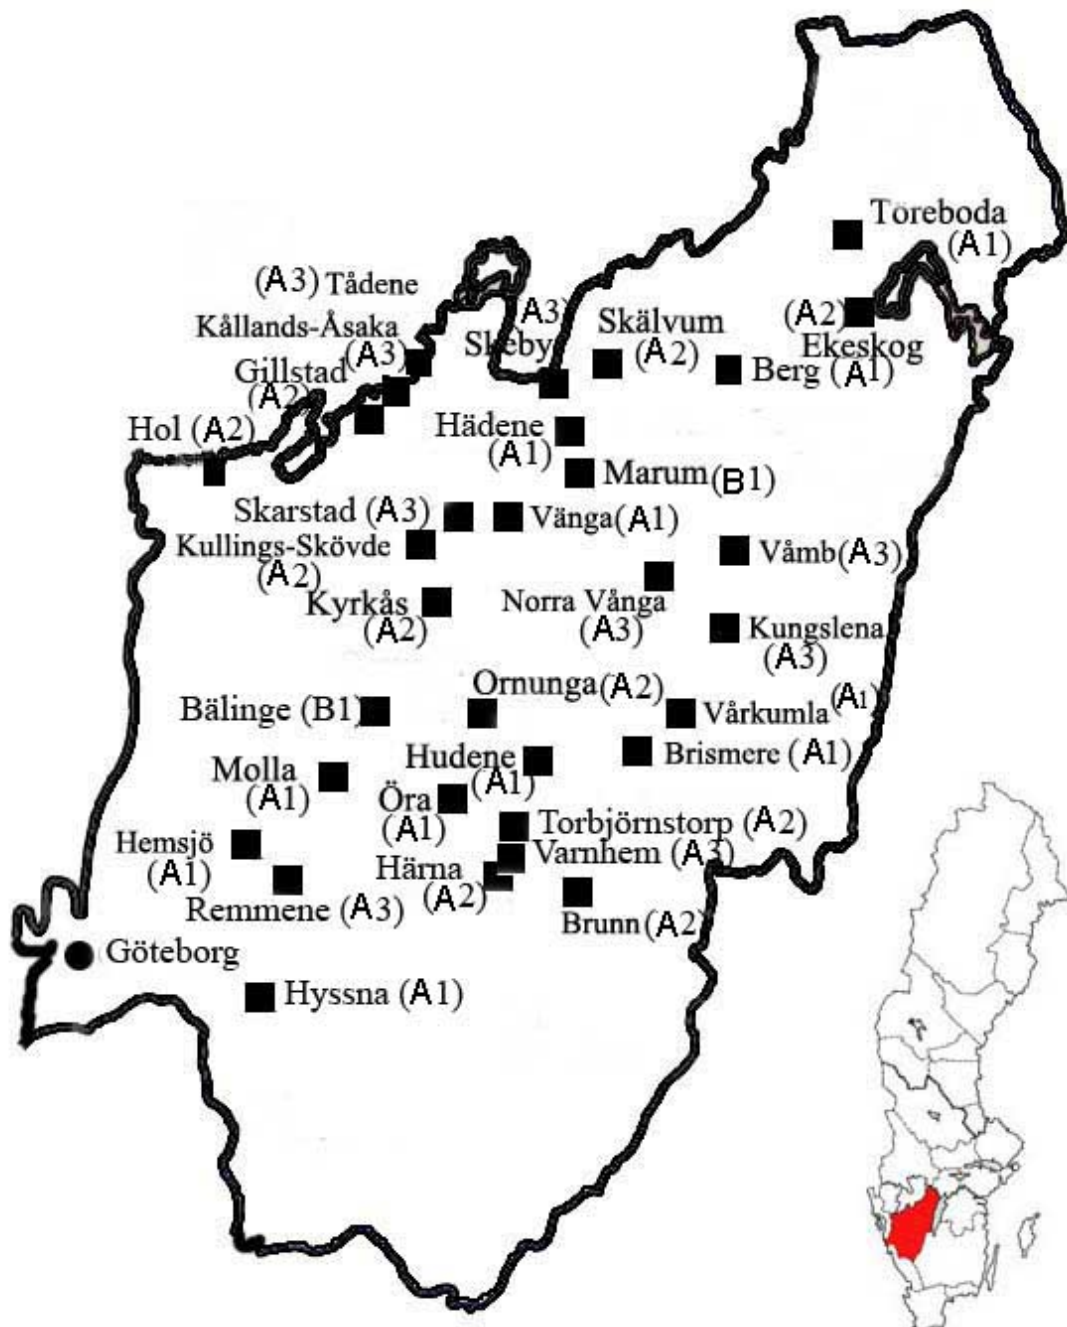 Töreboda
(A1)
(A3) Tådene
Kållands-Åsaka
(A3)
(A3)
Skeby
Skälvum
(A2)
(A2)
Ekeskog
Gillstad
(A2)
Berg (A1)
Hol (A2)
Hädene
(A1)
Marum (B1)
Skarstad (A3)
Vänga (A1)
Kullings-Skövde
(A2)
Våmb (A3)
Kyrkås
(A2)
Norra Vånga
(A3)
Kungslena
(A3)
Ornunga (A2)
Bälinge (B1)
Vårkumla (A1)
Hudene
(A1)
Brismere (A1)
Molla
(A1)
Öra
(A1)
Torbjörnstorp (A2)
Hemsjö
(A1)
Varnhem (A3)
Härna
(A2)
Remmene (A3)
Brunn (A2)
Göteborg
Hyssna (A1)